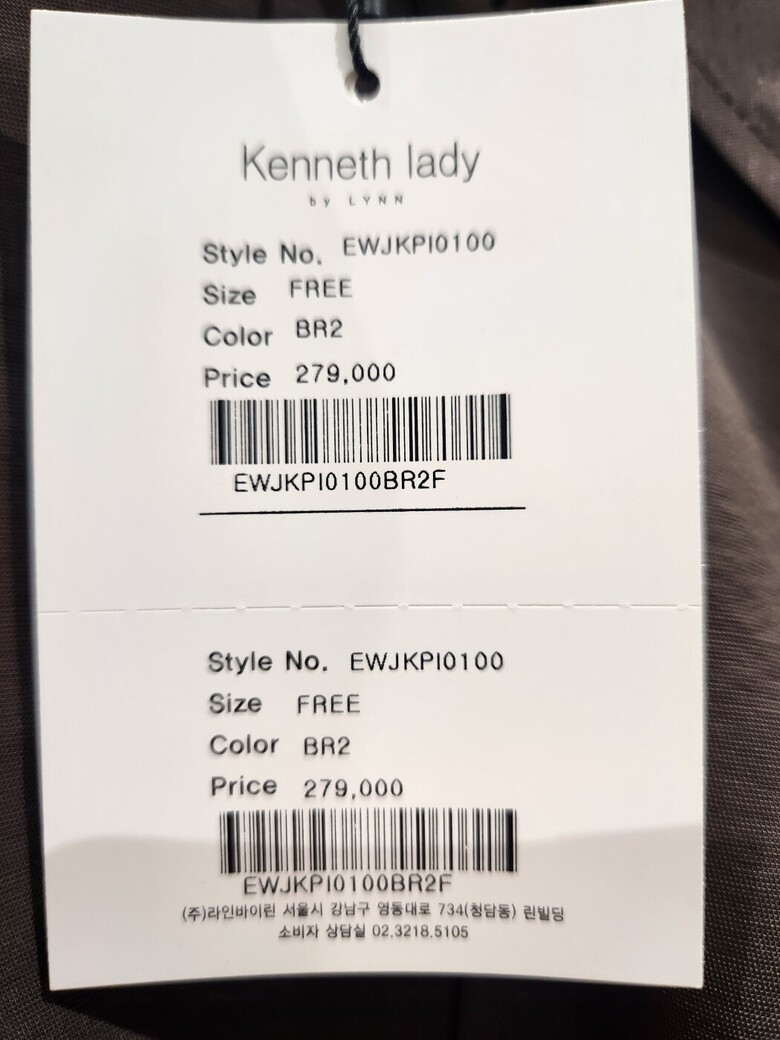 Kenneth lady
by LYNN
Style No. EWJKPI0100
Size FREE
Color BR2
Price 279,000
EWJKPI0100BR2F
Style No. EWJKPI0100
Size FREE
Color BR2
Price 279,000
EWJKPI0100BR2F
(주)라인바이린 서울시 강남구 영동대로 734(청담동) 린빌딩
소비자 상담실 02.3218.5105